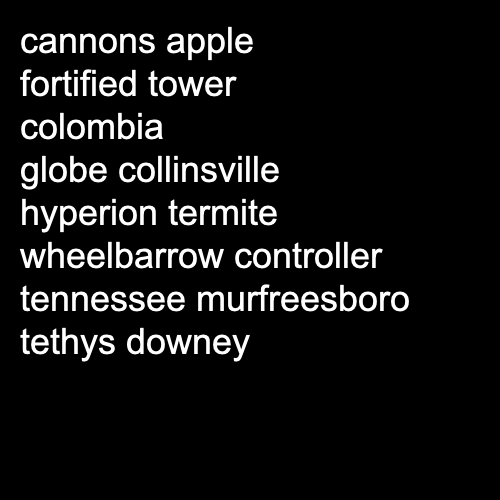 cannons apple
fortified tower
colombia
globe collinsville
hyperion termite
wheelbarrow controller
tennessee murfreesboro
tethys downey